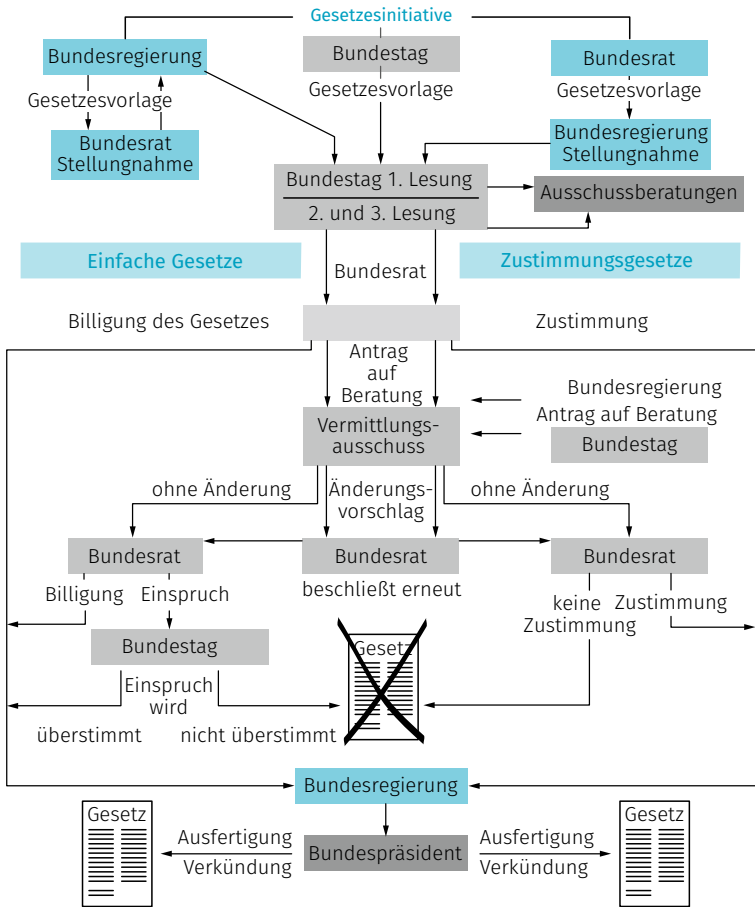 Gesetzesinitiative
Bundesregierung
Bundestag
Bundesrat
Gesetzesvorlage
Gesetzesvorlage
Gesetzesvorlage
Bundesrat
Stellungnahme
Bundesregierung
Stellungnahme
Bundestag 1. Lesung
2. und 3. Lesung
Ausschussberatungen
Einfache Gesetze
Bundesrat
Zustimmungsgesetze
Billigung des Gesetzes
Zustimmung
Antrag
auf
Beratung
Bundesregierung
Antrag auf Beratung
Bundestag
Vermittlungs-
ausschuss
ohne Änderung
Änderungs-
vorschlag
ohne Änderung
Bundesrat
Bundesrat
beschließt erneut
Bundesrat
Billigung
Einspruch
keine
Zustimmung
Zustimmung
Bundestag
Gesetz
Einspruch
wird
überstimmt
nicht überstimmt
Bundesregierung
Gesetz
Ausfertigung
Verkündung
Bundespräsident
Ausfertigung
Verkündung
Gesetz